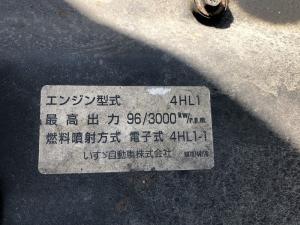 エンジン型式 4HL1
最高出力 96/3000 kW/r.p.m
燃料噴射方式 電子式 4HL1-1
いすゞ自動車株式会社